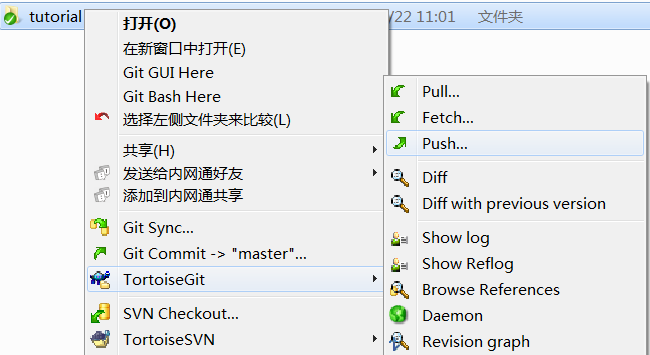 tutorial
/22 11:01
文件夹
打开(O)
在新窗口中打开(E)
Git GUI Here
Git Bash Here
选择左侧文件夹来比较(L)
共享(H)
发送给内网通好友
添加到内网通共享
Git Sync...
Git Commit -> "master"...
TortoiseGit
SVN Checkout...
TortoiseSVN
Pull...
Fetch...
Push...
Diff
Diff with previous version
Show log
Show Reflog
Browse References
Daemon
Revision graph